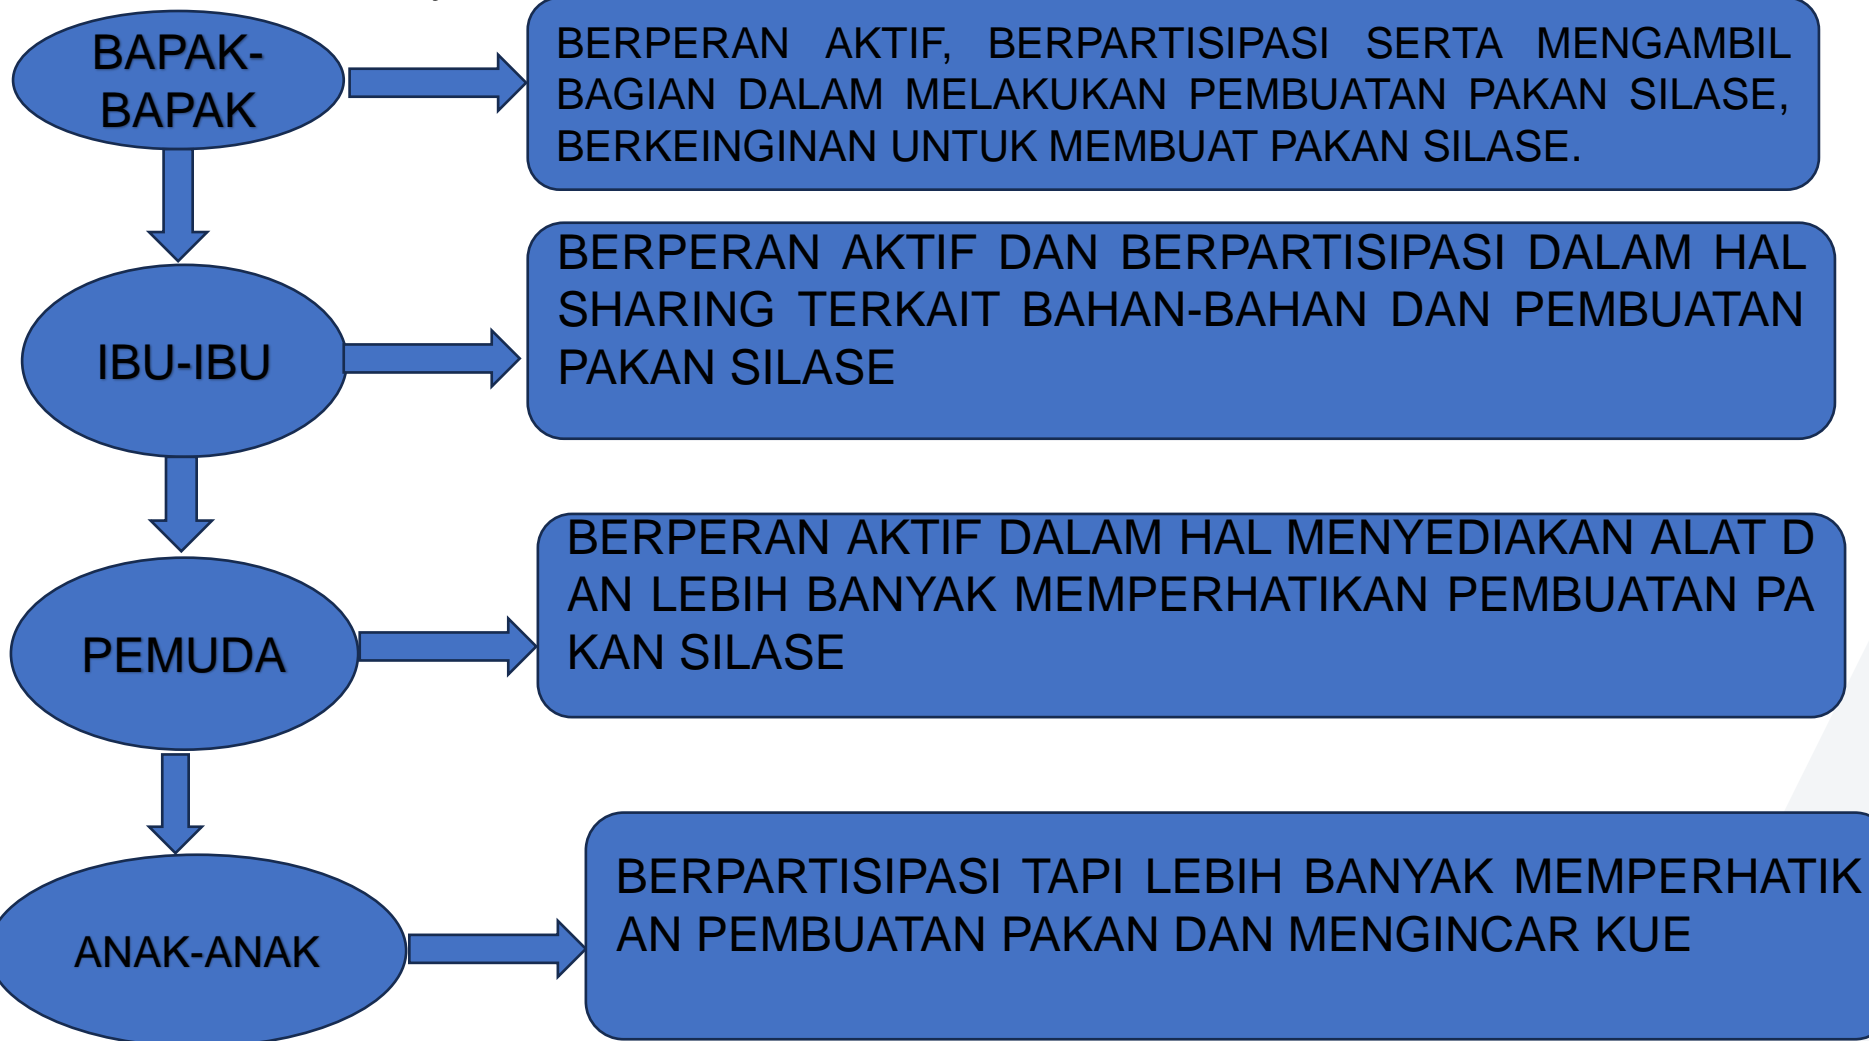 BAPAK-
BAPAK
BERPERAN AKTIF, BERPARTISIPASI SERTA MENGAMBIL
BAGIAN DALAM MELAKUKAN PEMBUATAN PAKAN SILASE,
BERKEINGINAN UNTUK MEMBUAT PAKAN SILASE.
IBU-IBU
BERPERAN AKTIF DAN BERPARTISIPASI DALAM HAL
SHARING TERKAIT BAHAN-BAHAN DAN PEMBUATAN
PAKAN SILASE
PEMUDA
BERPERAN AKTIF DALAM HAL MENYEDIAKAN ALAT D
AN LEBIH BANYAK MEMPERHATIKAN PEMBUATAN PA
KAN SILASE
ANAK-ANAK
BERPARTISIPASI TAPI LEBIH BANYAK MEMPERHATIK
AN PEMBUATAN PAKAN DAN MENGINCAR KUE